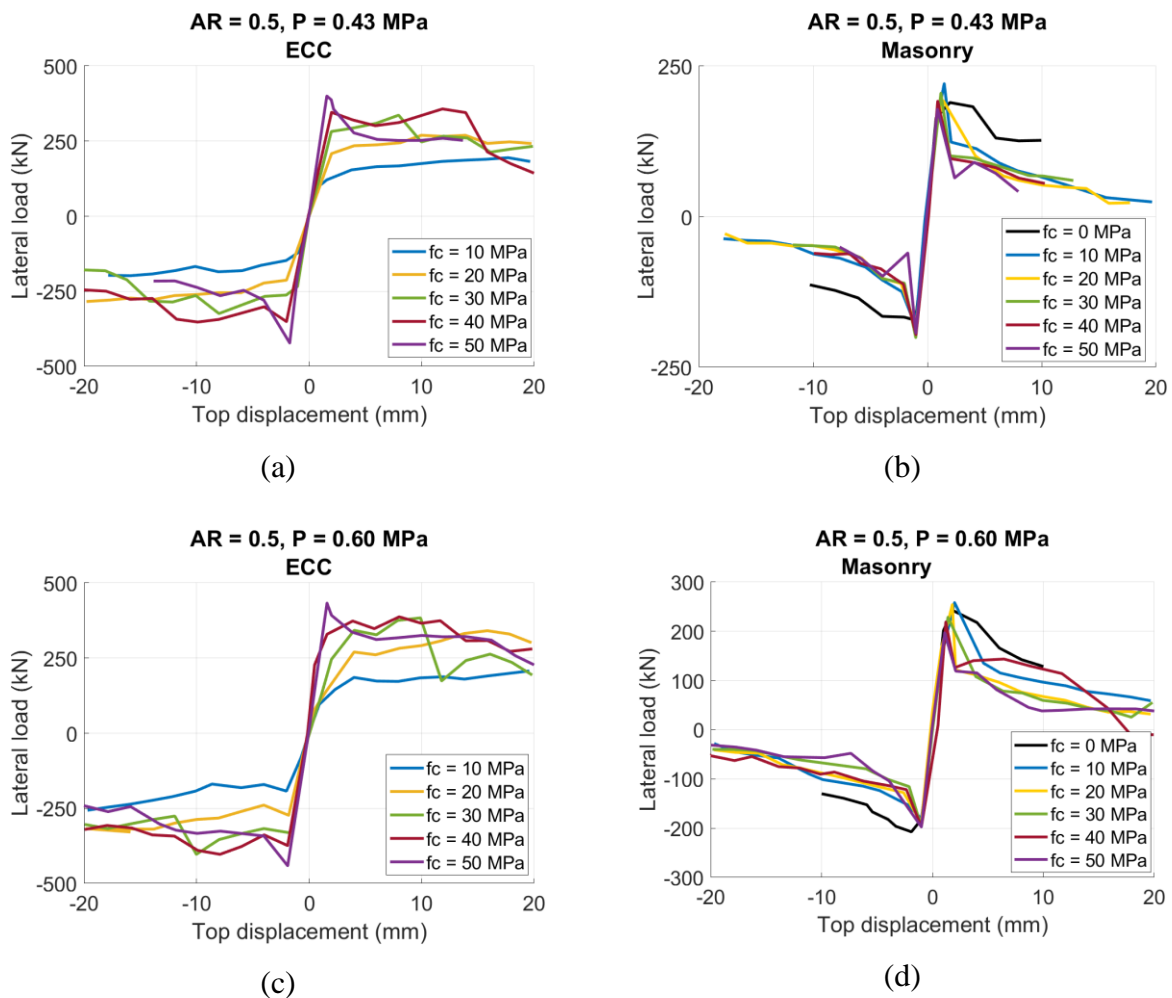 AR = 0.5, P = 0.43 MPa
ECC
500
250
0
-250
-500
Lateral load (kN)
-20
-10
0
10
20
Top displacement (mm)
fc = 10 MPa
fc = 20 MPa
fc = 30 MPa
fc = 40 MPa
fc = 50 MPa
(a)
AR = 0.5, P = 0.43 MPa
Masonry
250
0
-250
Lateral load (kN)
-20
-10
0
10
20
Top displacement (mm)
fc = 0 MPa
fc = 10 MPa
fc = 20 MPa
fc = 30 MPa
fc = 40 MPa
fc = 50 MPa
(b)
AR = 0.5, P = 0.60 MPa
ECC
500
250
0
-250
-500
Lateral load (kN)
-20
-10
0
10
20
Top displacement (mm)
fc = 10 MPa
fc = 20 MPa
fc = 30 MPa
fc = 40 MPa
fc = 50 MPa
(c)
AR = 0.5, P = 0.60 MPa
Masonry
300
200
100
0
-100
-200
-300
Lateral load (kN)
-20
-10
0
10
20
Top displacement (mm)
fc = 0 MPa
fc = 10 MPa
fc = 20 MPa
fc = 30 MPa
fc = 40 MPa
fc = 50 MPa
(d)